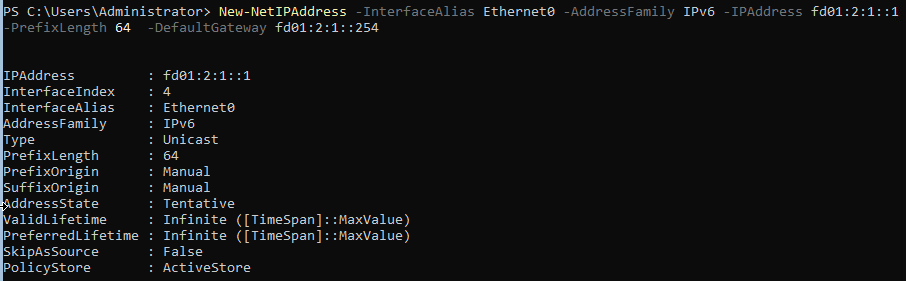 PS C:\Users\Administrator> New-NetIPAddress -InterfaceAlias Ethernet0 -AddressFamily IPv6 -IPAddress fd01:2:1::1
-PrefixLength 64  -DefaultGateway fd01:2:1::254
IPAddress         : fd01:2:1::1
InterfaceIndex    : 4
InterfaceAlias    : Ethernet0
AddressFamily     : IPv6
Type              : Unicast
PrefixLength      : 64
PrefixOrigin      : Manual
SuffixOrigin      : Manual
AddressState      : Tentative
ValidLifetime     : Infinite ([TimeSpan]::MaxValue)
PreferredLifetime : Infinite ([TimeSpan]::MaxValue)
SkipAsSource      : False
PolicyStore       : ActiveStore